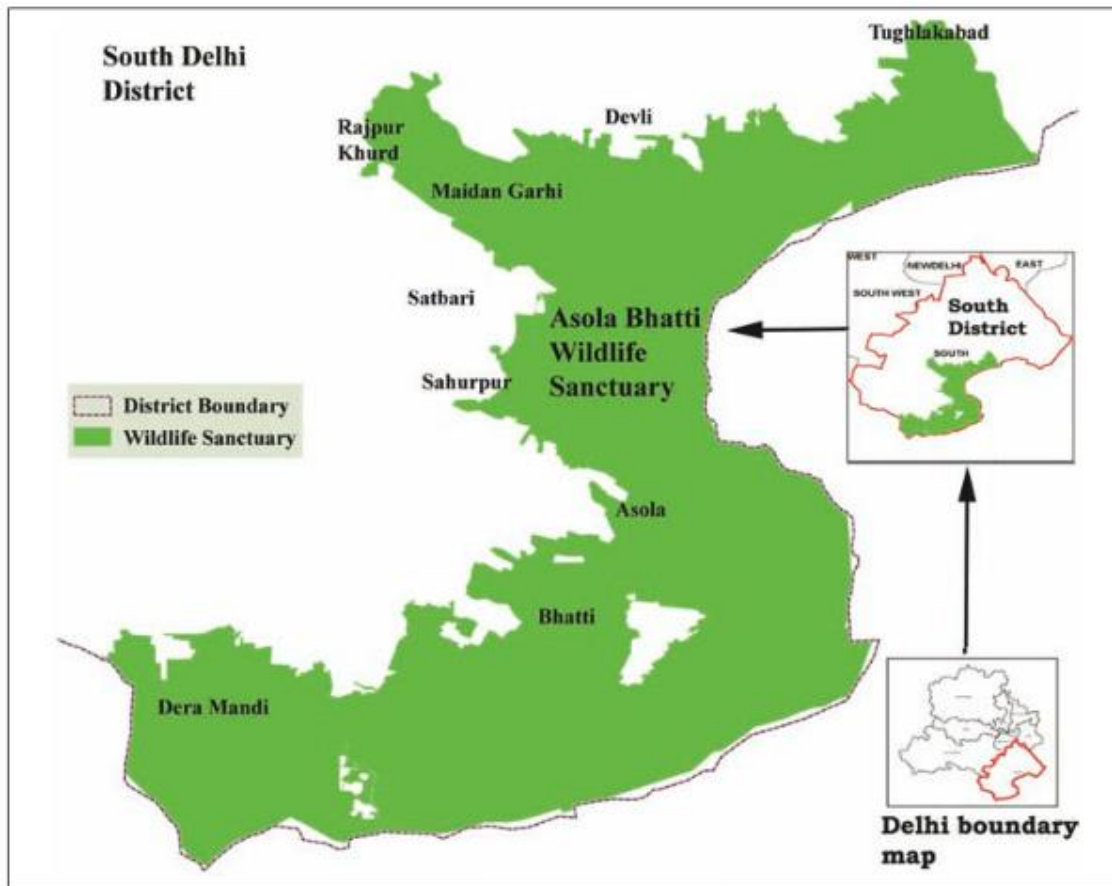 South Delhi
District
Tughlakabad
Devli
Rajpur
Khurd
Maidan Garhi
Satbari
Asola Bhatti
Wildlife
Sanctuary
Sahurpur
District Boundary
Wildlife Sanctuary
Asola
Bhatti
Dera Mandi
WEST
NEWDELHI
EAST
SOUTH WEST
South
District
SOUTH
Delhi boundary
map